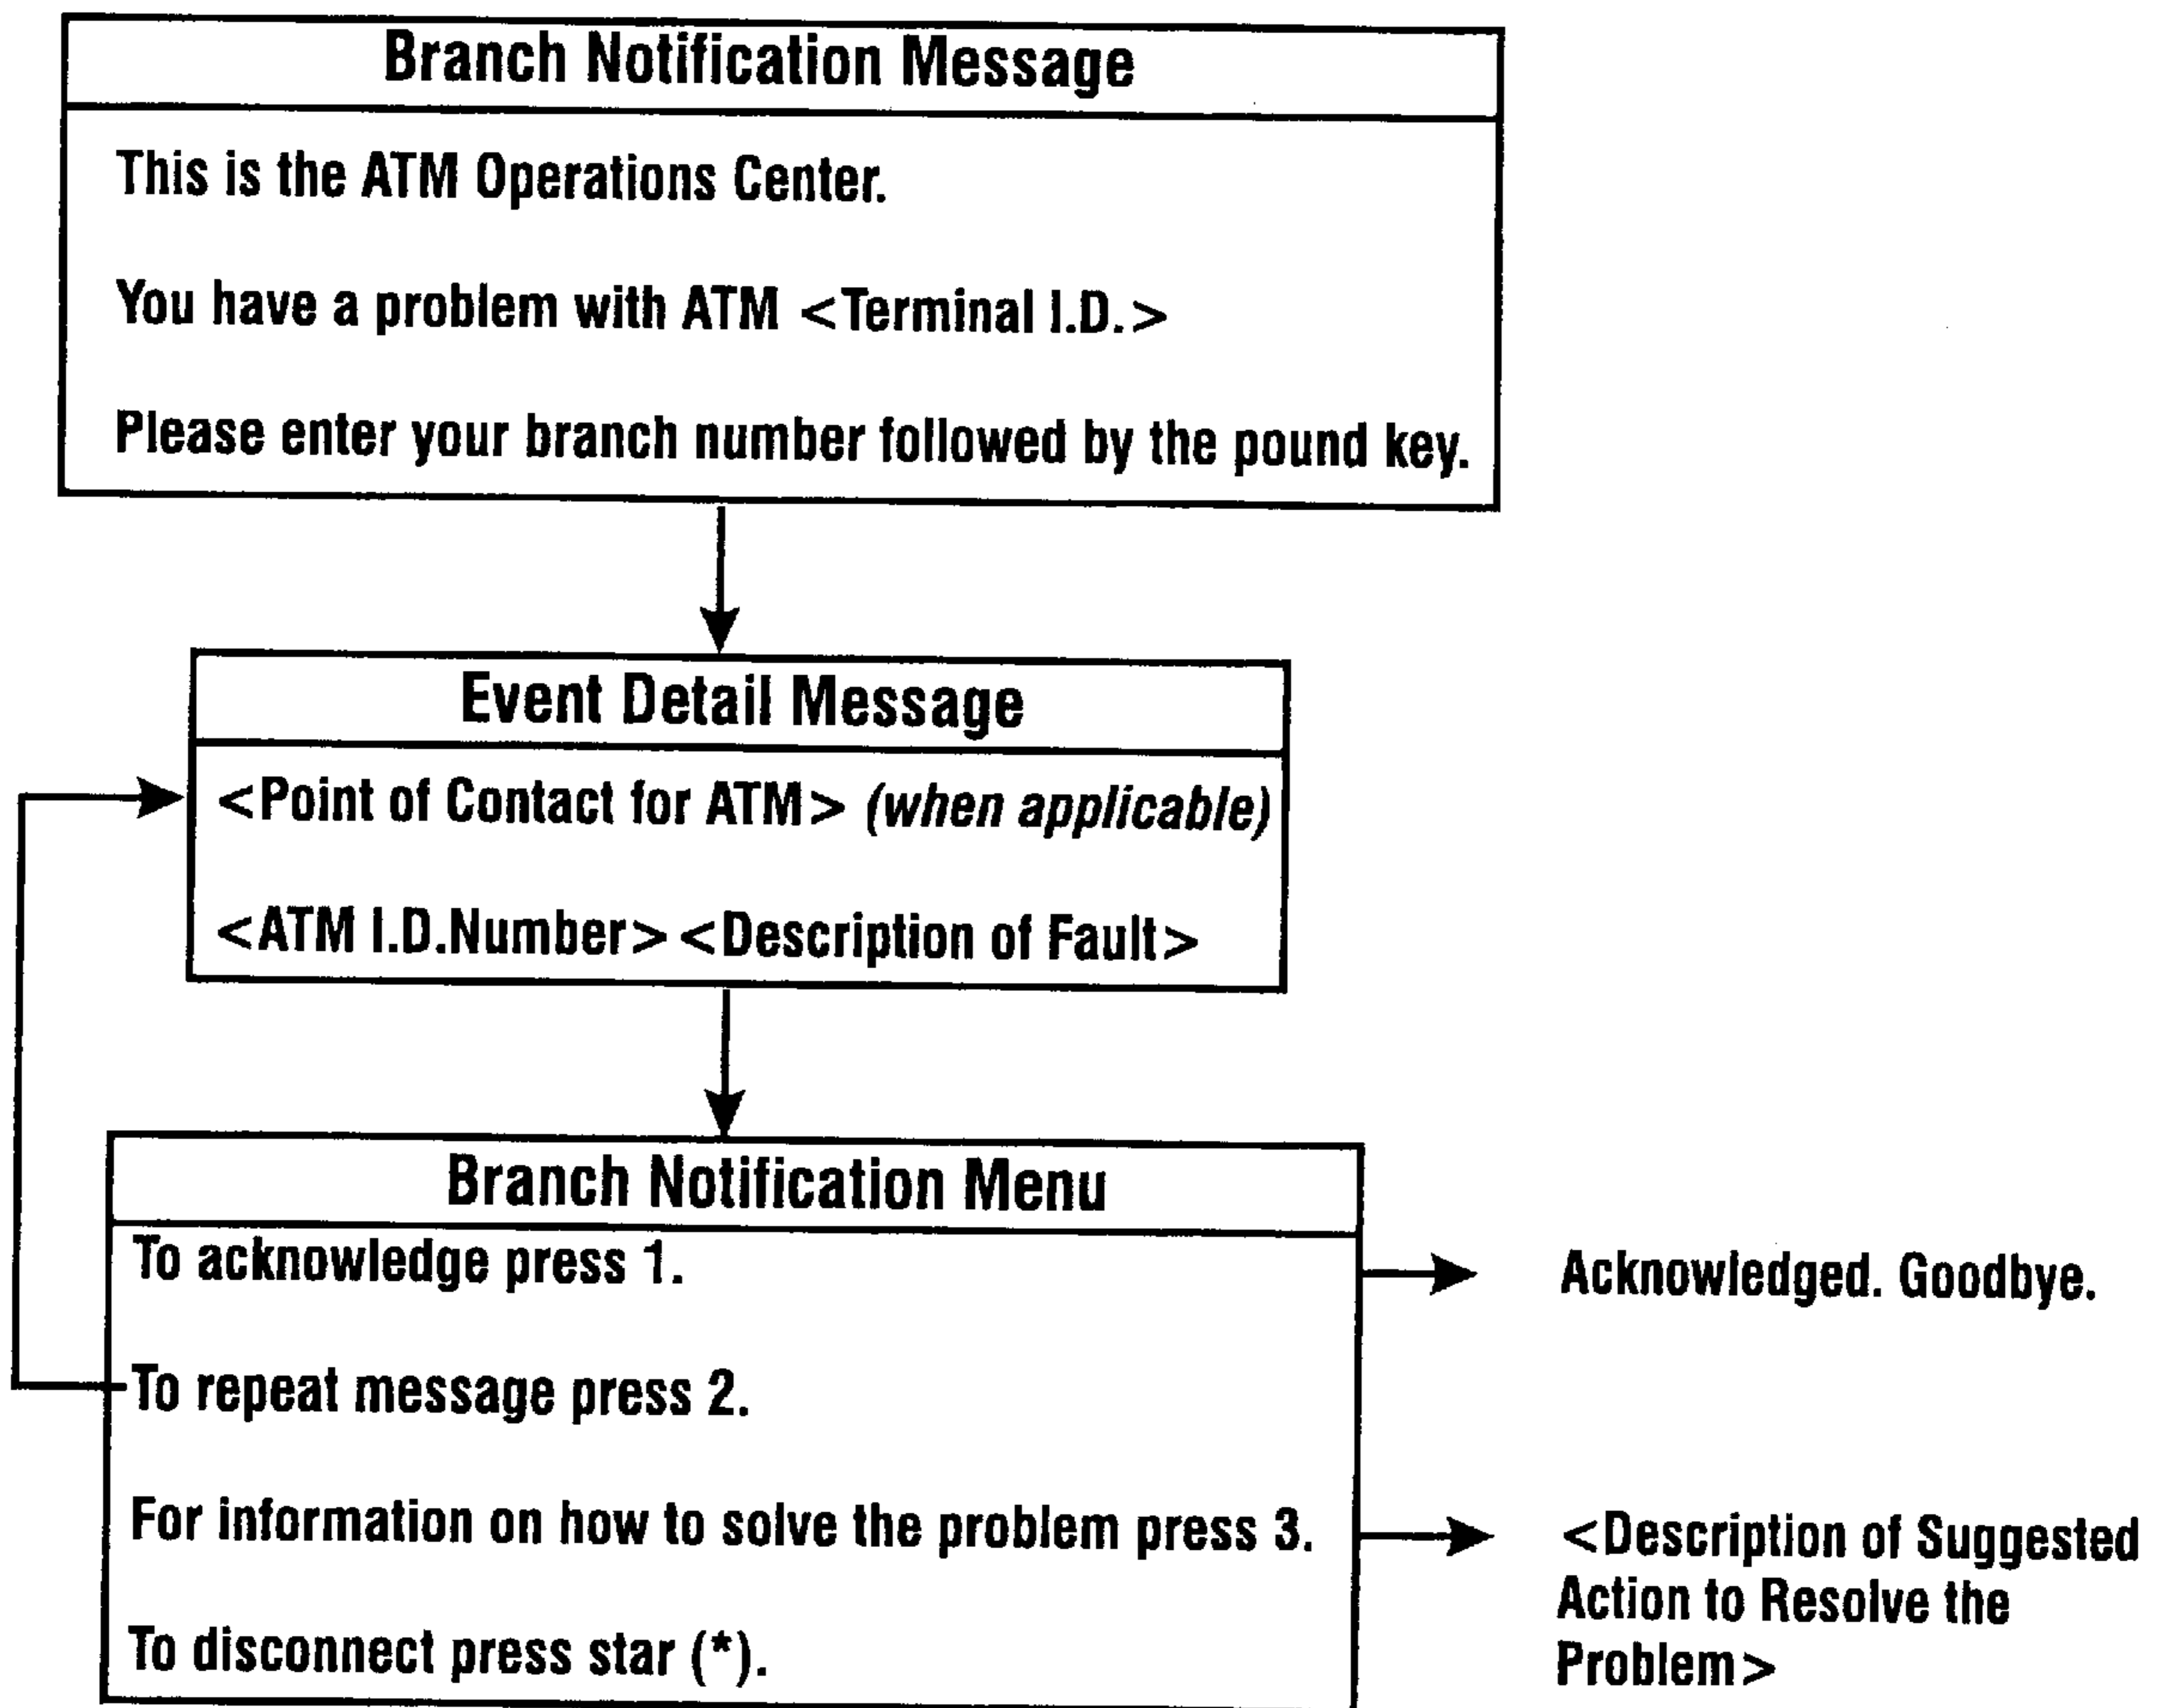 Branch Notification Message
This is the ATM Operations Center.
You have a problem with ATM <Terminal I.D.>
Please enter your branch number followed by the pound key.
Event Detail Message
<Point of Contact for ATM> (when applicable)
<ATM I.D.Number> <Description of Fault>
Branch Notification Menu
To acknowledge press 1.
Acknowledged. Goodbye.
To repeat message press 2.
For information on how to solve the problem press 3.
<Description of Suggested
Action to Resolve the
Problem>
To disconnect press star (*).